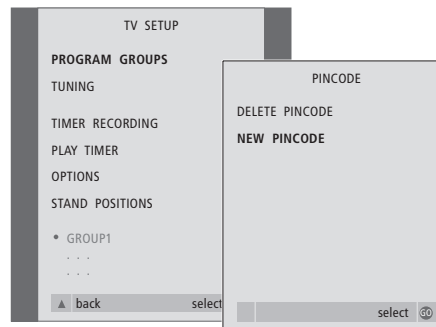 TV SETUP
PROGRAM GROUPS
TUNING
TIMER RECORDING
PLAY TIMER
OPTIONS
STAND POSITIONS
• GROUP1
. . .
. . .
▲ back select
PINCODE
DELETE PINCODE
NEW PINCODE
select GO